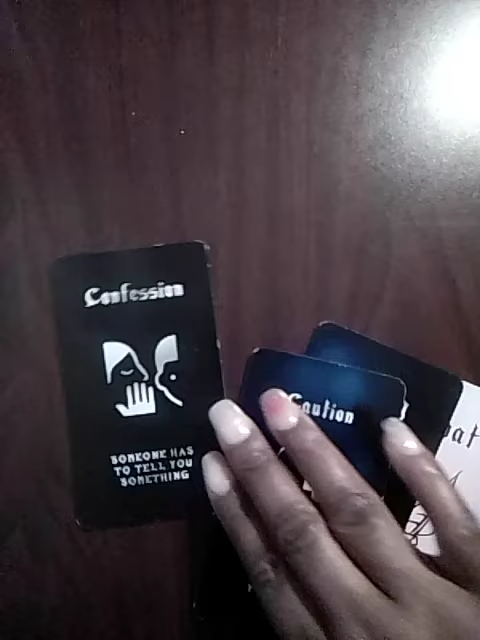 Confession
SOMEONE HAS
TO TELL YOU
SOMETHING
Caution